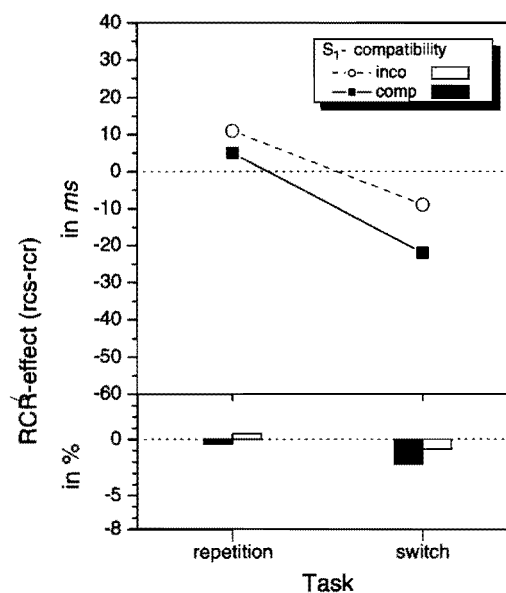 40
30
20
10
0
-10
-20
-30
-40
-50
-60
0
-5
-8
S1- compatibility
inco
comp
RCR-effect (rcs-rcr)
in ms
in %
repetition
switch
Task